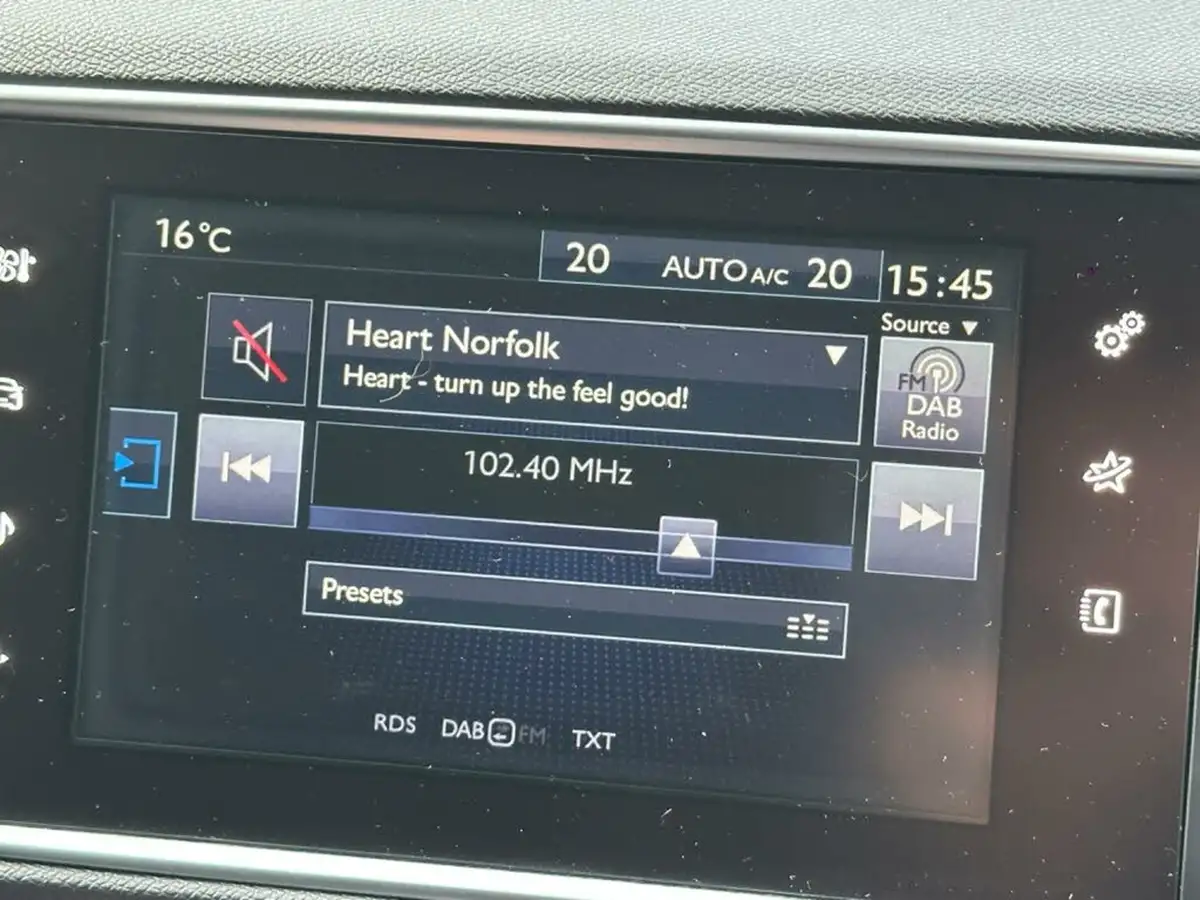 16°C
20 AUTO A/C 20
15:45
Source
Heart Norfolk
Heart - turn up the feel good!
FM
DAB
Radio
102.40 MHz
Presets
RDS DAB FM TXT